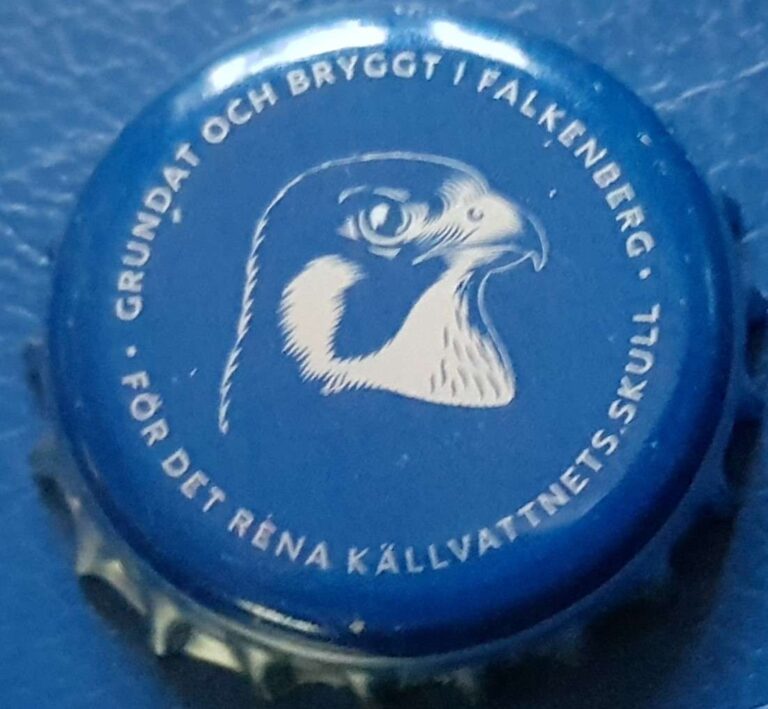 GRUNDAT OCH BRYGGT I FALKENBERG
FÖR DET RENA KÄLLVATTNETS SKULL